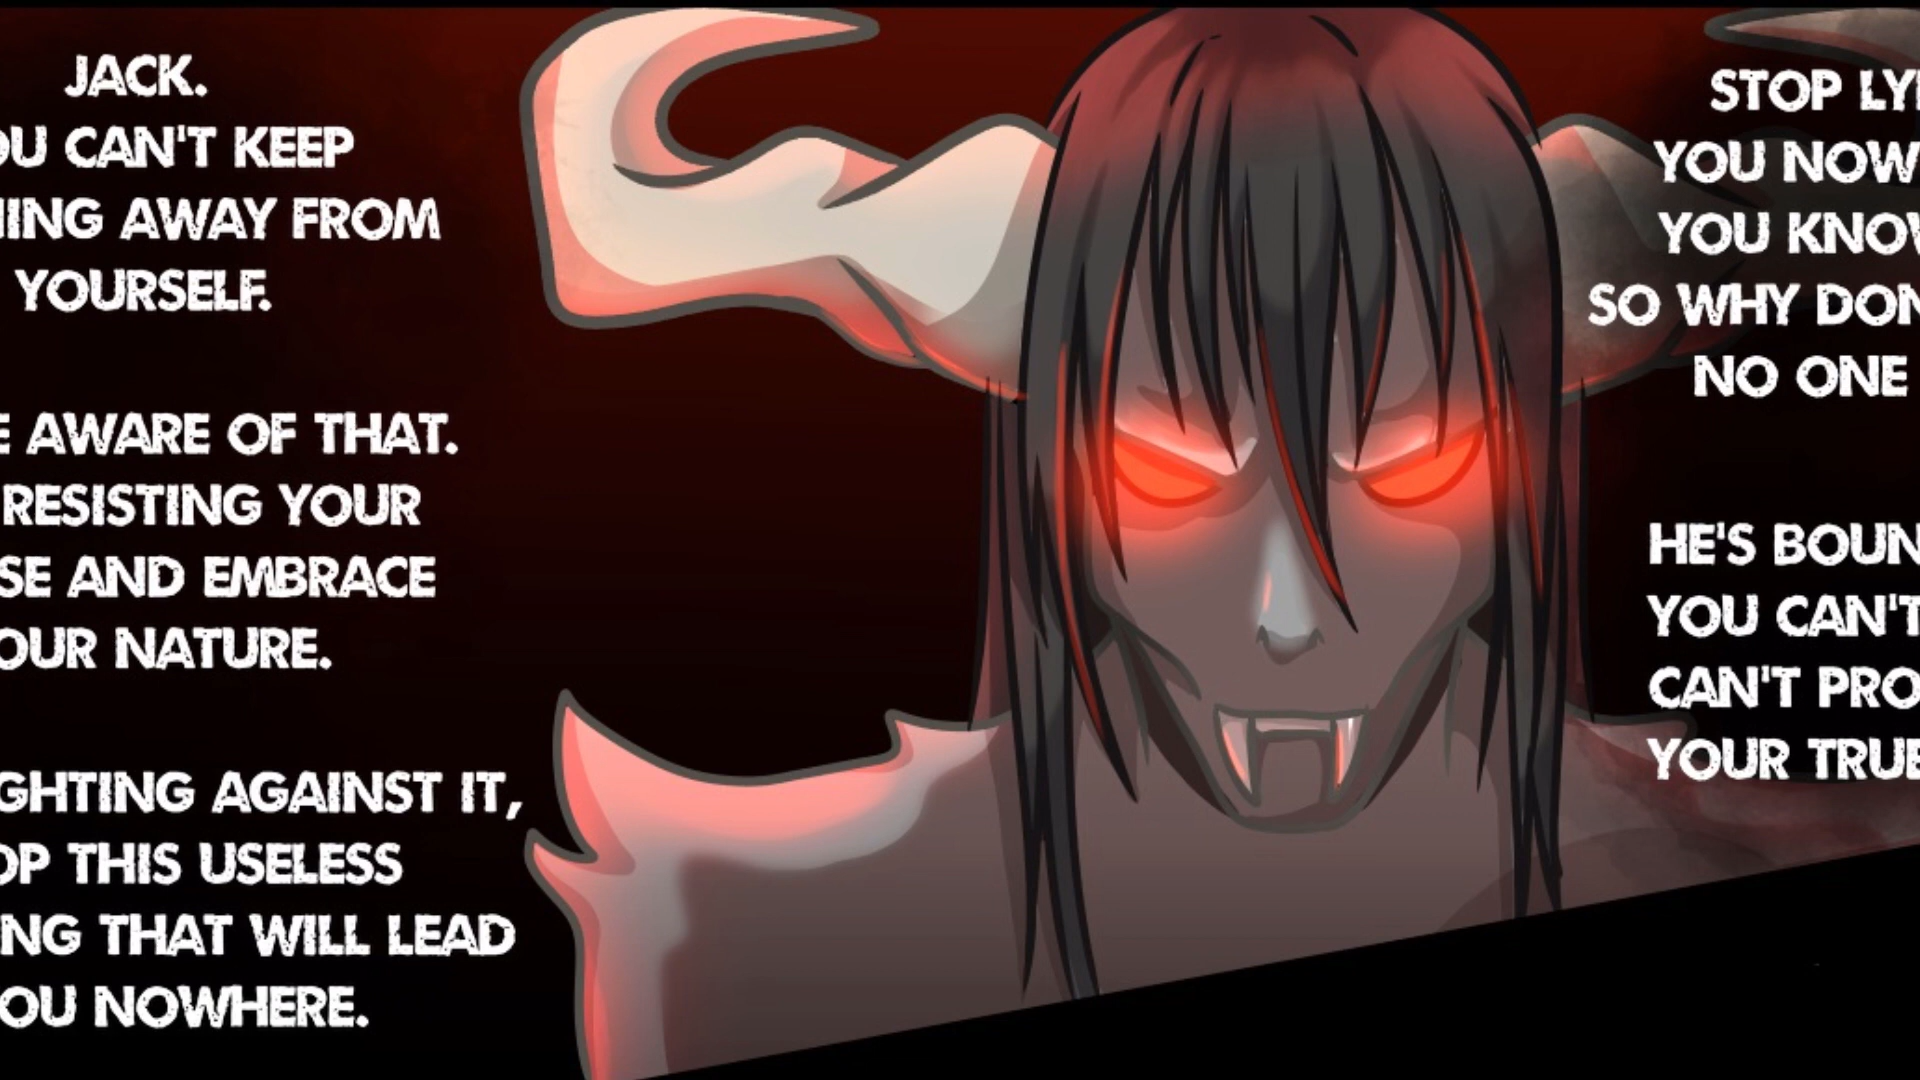 JACK.
OU CAN'T KEEP
AWAY FROM
YOURSELF.
AWARE OF THAT.
RESISTING YOUR
SE AND EMBRACE
OUR NATURE.
GHTING AGAINST IT,
OP THIS USELESS
NG THAT WILL LEAD
OU NOWHERE.
STOP LY
YOU NOW
YOU KNO
SO WHY DON
NO ONE
HE'S BOUN
YOU CAN'T
CAN'T PRO
YOUR TRUE